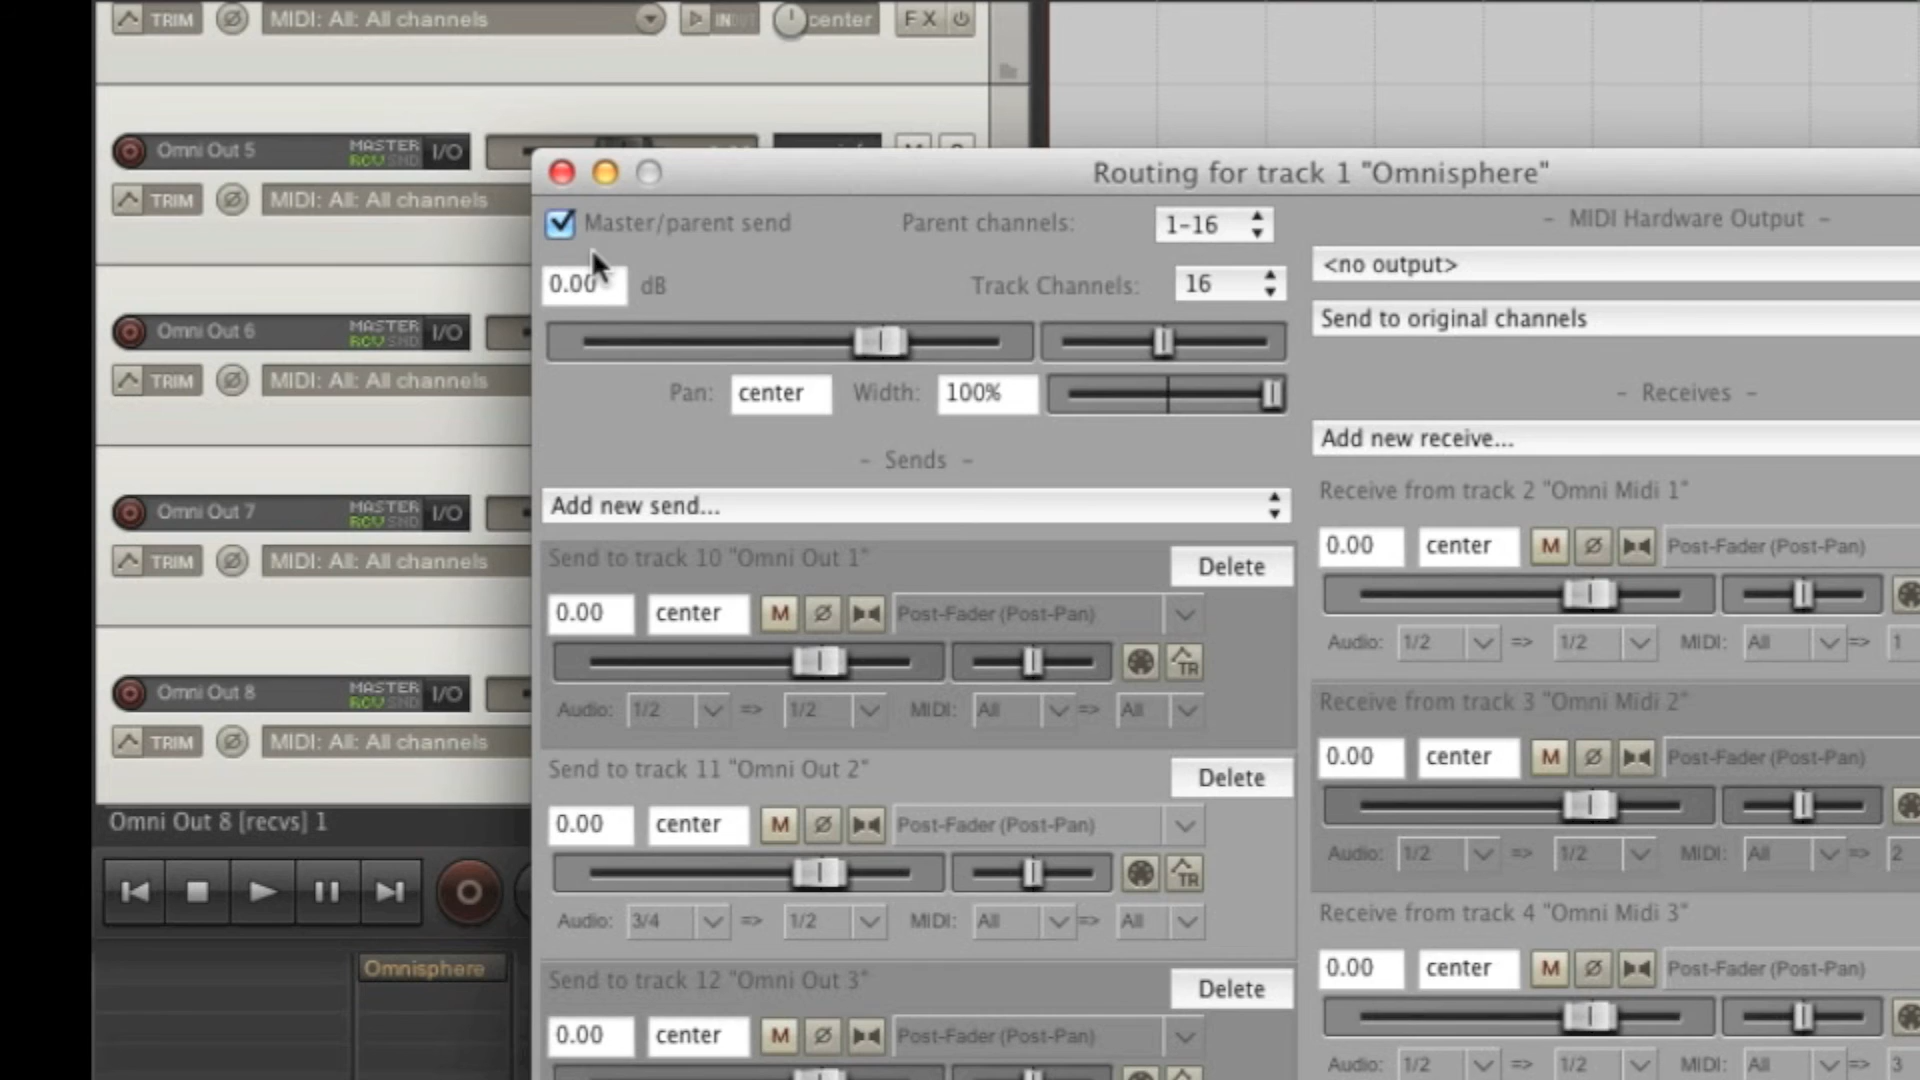 TRIM MIDI: All: All channels IN center FX
Omni Out 5 MASTER RCV SND I/O
TRIM MIDI: All: All channels
Omni Out 6 MASTER RCV SND I/O
TRIM MIDI: All: All channels
Omni Out 7 MASTER RCV SND I/O
TRIM MIDI: All: All channels
Omni Out 8 MASTER RCV SND I/O
TRIM MIDI: All: All channels
Omni Out 8 [recvs] 1
Omnisphere
Routing for track 1 "Omnisphere"
Master/parent send Parent channels: 1-16
0.00 dB Track Channels: 16
Pan: center Width: 100%
- Sends -
Add new send...
Send to track 10 "Omni Out 1" Delete
0.00 center M Ø Post-Fader (Post-Pan)
TR
Audio: 1/2 => 1/2 MIDI: All => All
Send to track 11 "Omni Out 2" Delete
0.00 center M Ø Post-Fader (Post-Pan)
TR
Audio: 3/4 => 1/2 MIDI: All => All
Send to track 12 "Omni Out 3" Delete
0.00 center M Ø Post-Fader (Post-Pan)
- MIDI Hardware Output -
<no output>
Send to original channels
- Receives -
Add new receive...
Receive from track 2 "Omni Midi 1"
0.00 center M Ø Post-Fader (Post-Pan)
Audio: 1/2 => 1/2 MIDI: All => 1
Receive from track 3 "Omni Midi 2"
0.00 center M Ø Post-Fader (Post-Pan)
Audio: 1/2 => 1/2 MIDI: All => 2
Receive from track 4 "Omni Midi 3"
0.00 center M Ø Post-Fader (Post-Pan)
Audio: 1/2 => 1/2 MIDI: All => 3